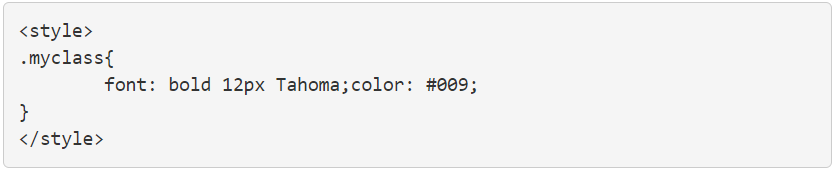 <style>
.myclass{
        font: bold 12px Tahoma;color: #009;
}
</style>